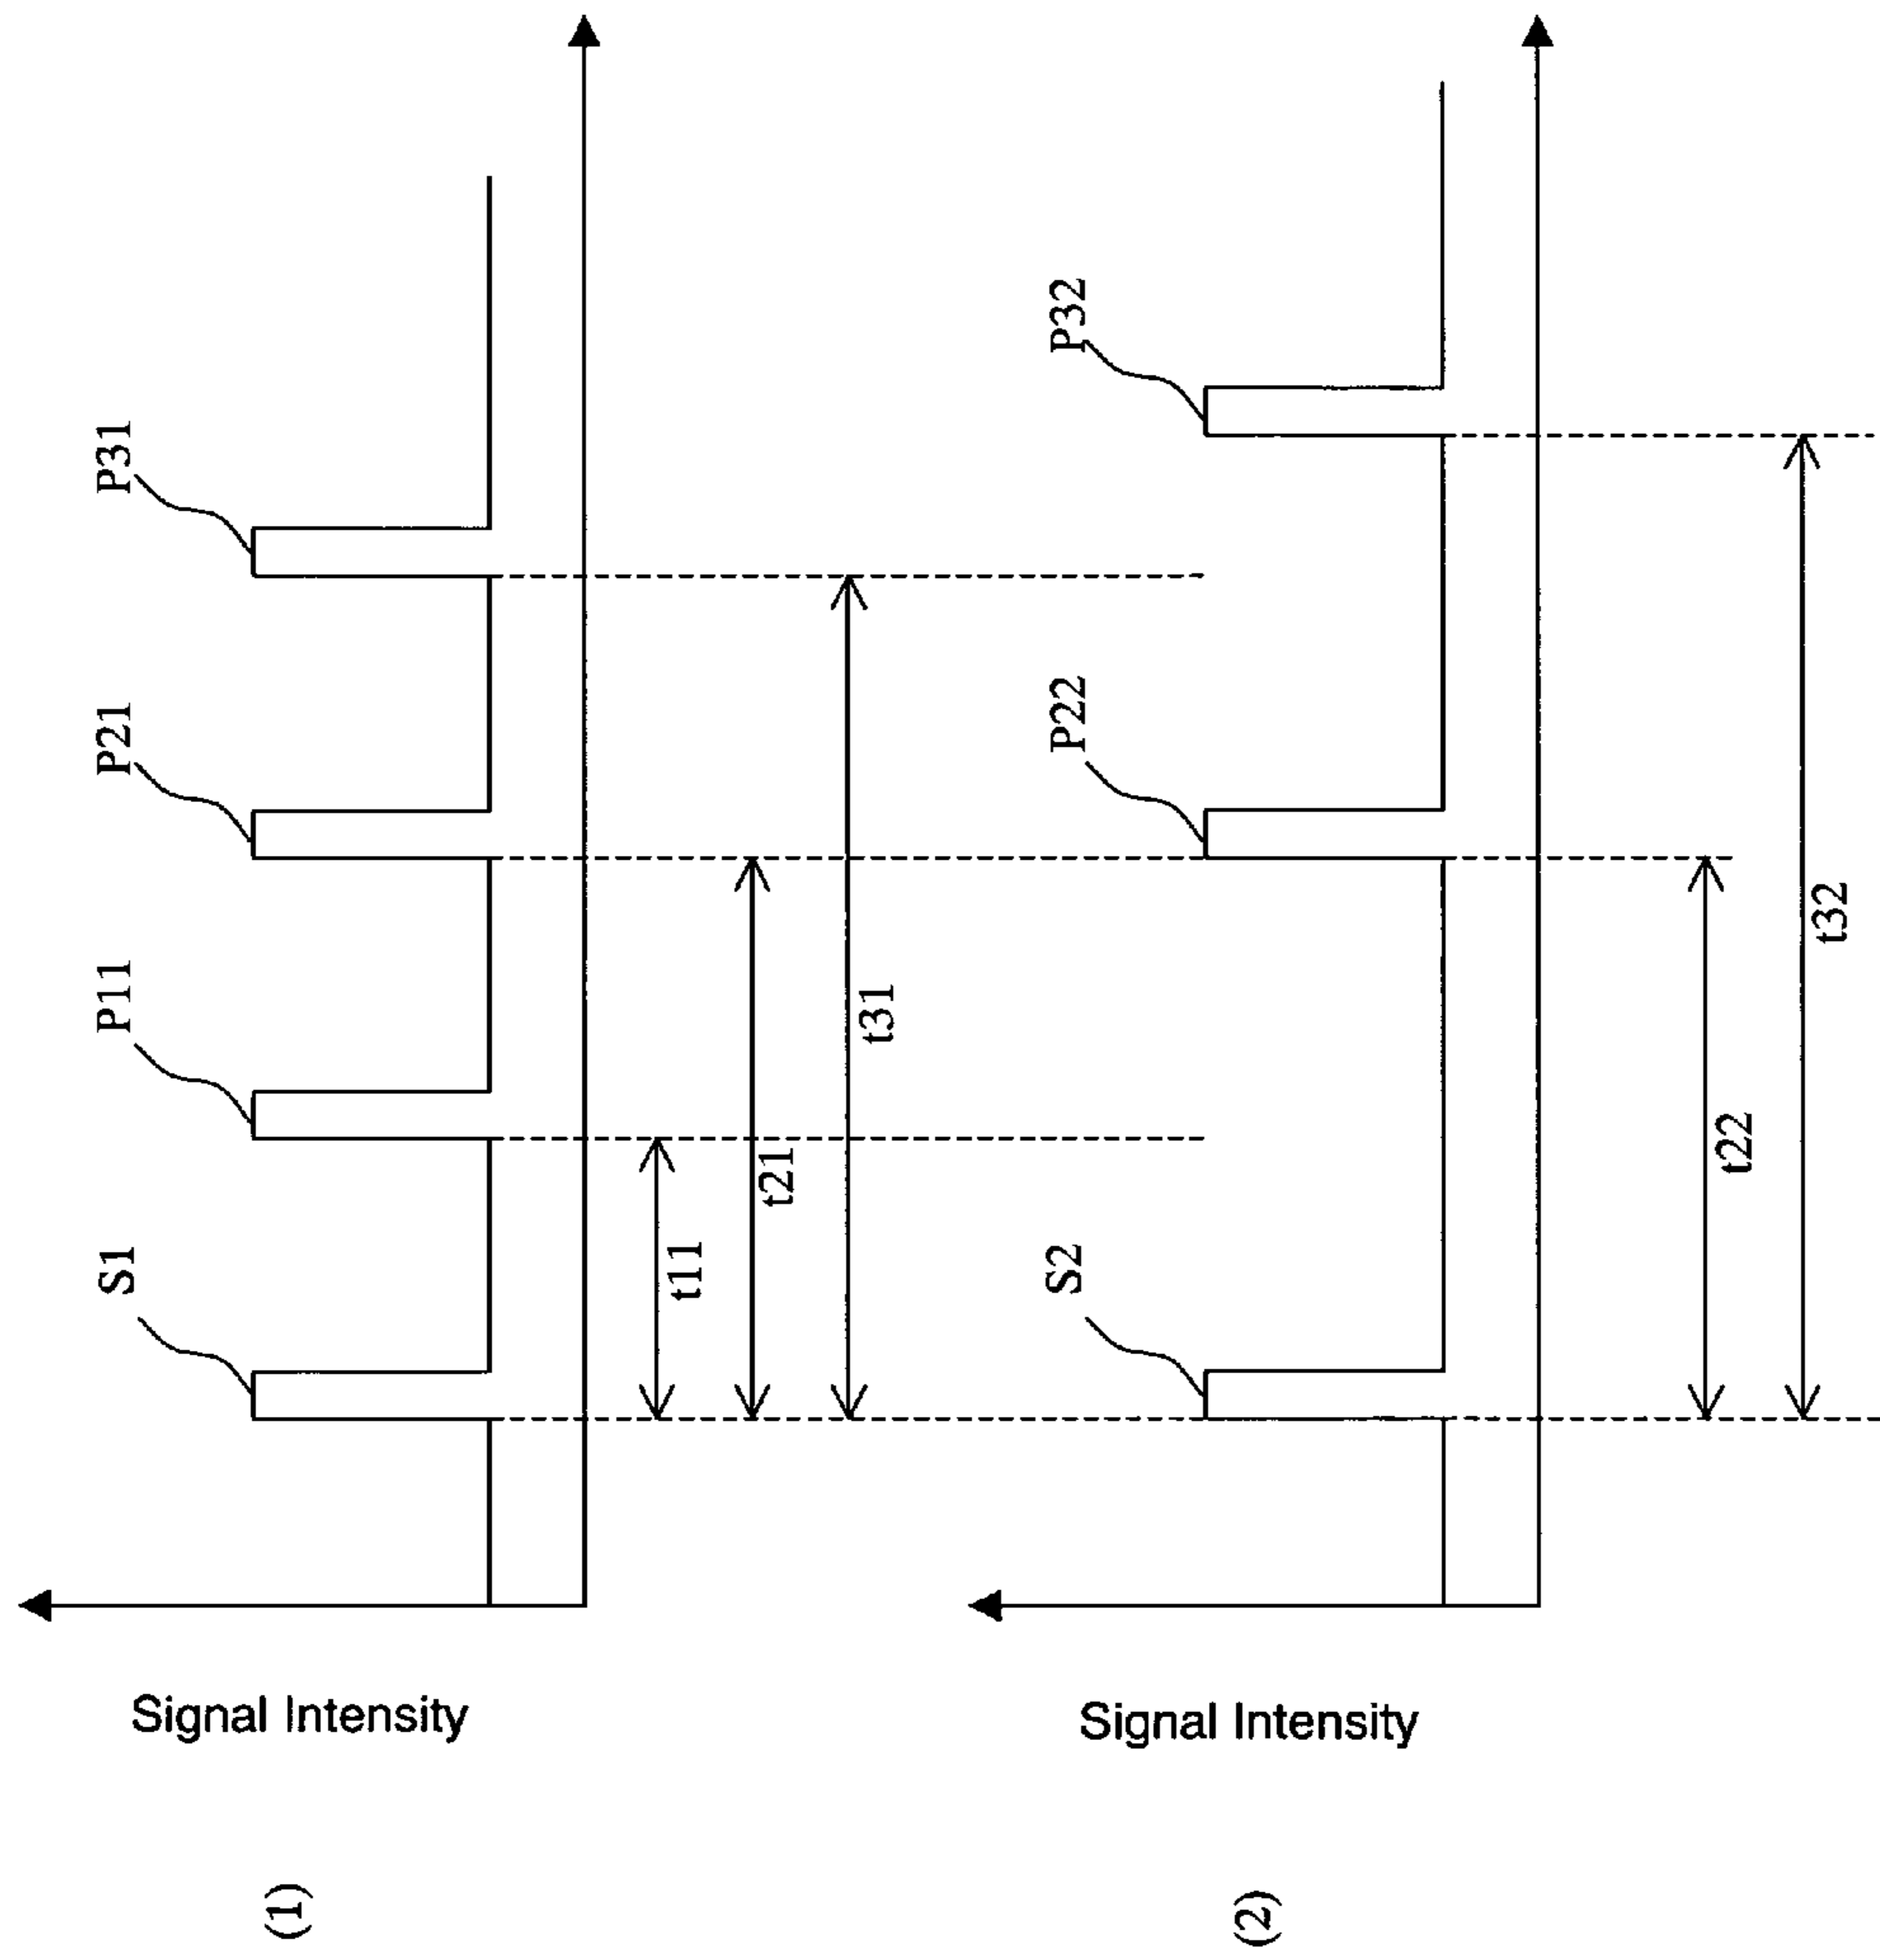 (1)
Signal Intensity
S1
P11
P21
P31
t11
t21
t31
(2)
Signal Intensity
S2
P22
P32
t22
t32